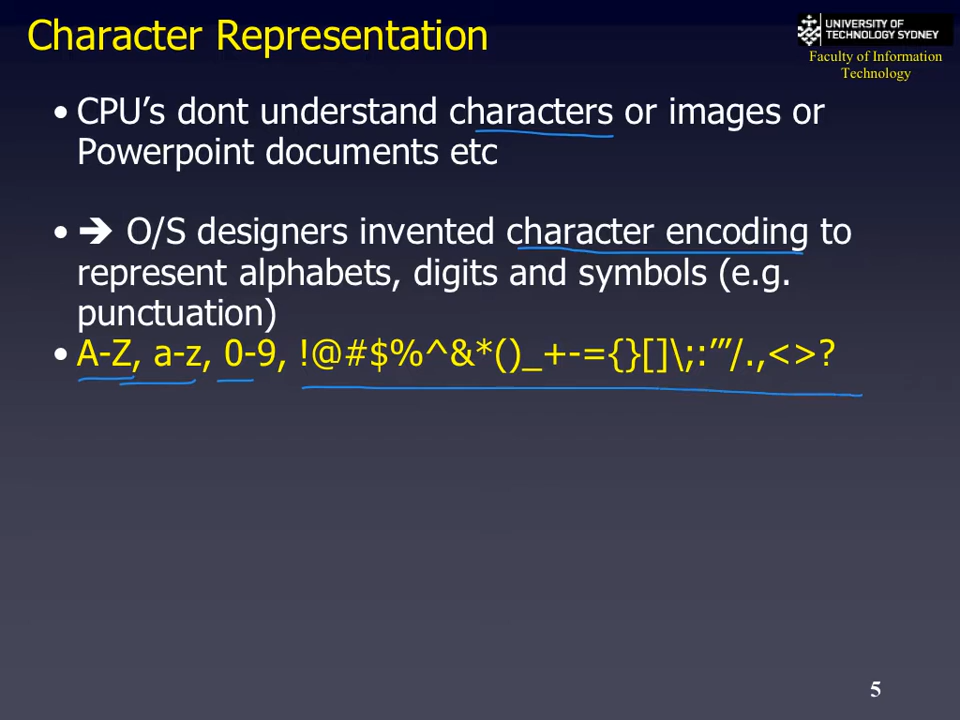 Character Representation
UNIVERSITY OF
TECHNOLOGY SYDNEY
Faculty of Information
Technology
• CPU’s dont understand characters or images or
Powerpoint documents etc
• ➔ O/S designers invented character encoding to
represent alphabets, digits and symbols (e.g.
punctuation)
• A-Z, a-z, 0-9, !@#$%^&*()_+-={}[]\;:’”/.,<>?
5